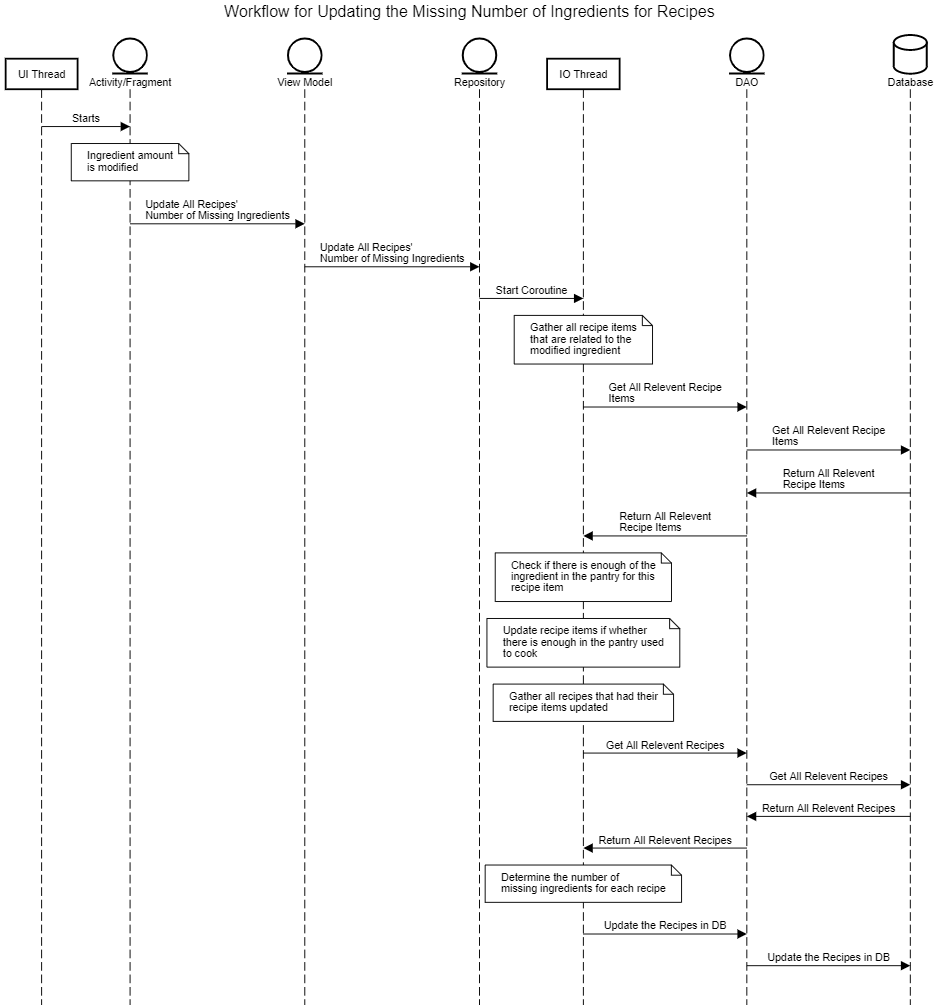 Workflow for Updating the Missing Number of Ingredients for Recipes
UI Thread
Activity/Fragment
View Model
Repository
IO Thread
DAO
Database
Starts
Ingredient amount
is modified
Update All Recipes'
Number of Missing Ingredients
Update All Recipes'
Number of Missing Ingredients
Start Coroutine
Gather all recipe items
that are related to the
modified ingredient
Get All Relevent Recipe
Items
Get All Relevent Recipe
Items
Return All Relevent
Recipe Items
Return All Relevent
Recipe Items
Check if there is enough of the
ingredient in the pantry for this
recipe item
Update recipe items if whether
there is enough in the pantry used
to cook
Gather all recipes that had their
recipe items updated
Get All Relevent Recipes
Get All Relevent Recipes
Return All Relevent Recipes
Return All Relevent Recipes
Determine the number of
missing ingredients for each recipe
Update the Recipes in DB
Update the Recipes in DB